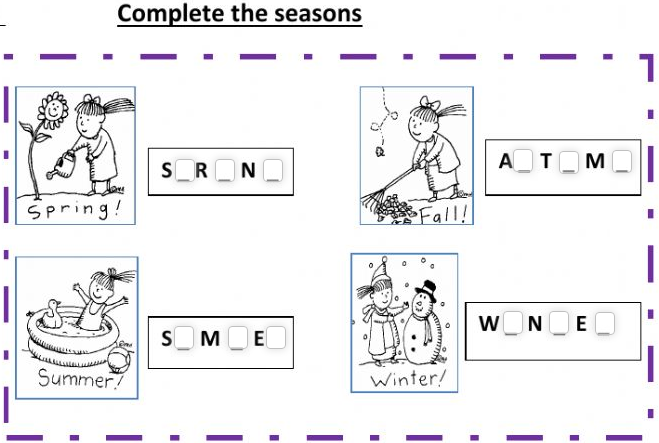 Complete the seasons
Spring!
S_R_N_
Fall!
A_T_M_
Summer!
S_M_E_
Winter!
W_N_E_